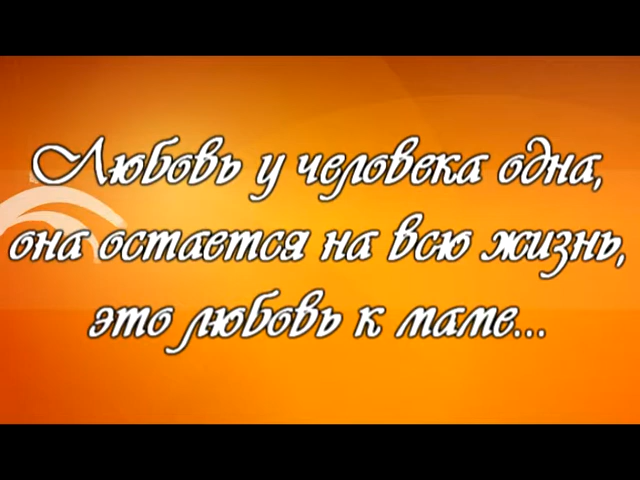 Любовь у человека одна,
она остается на всю жизнь,
это любовь к маме...